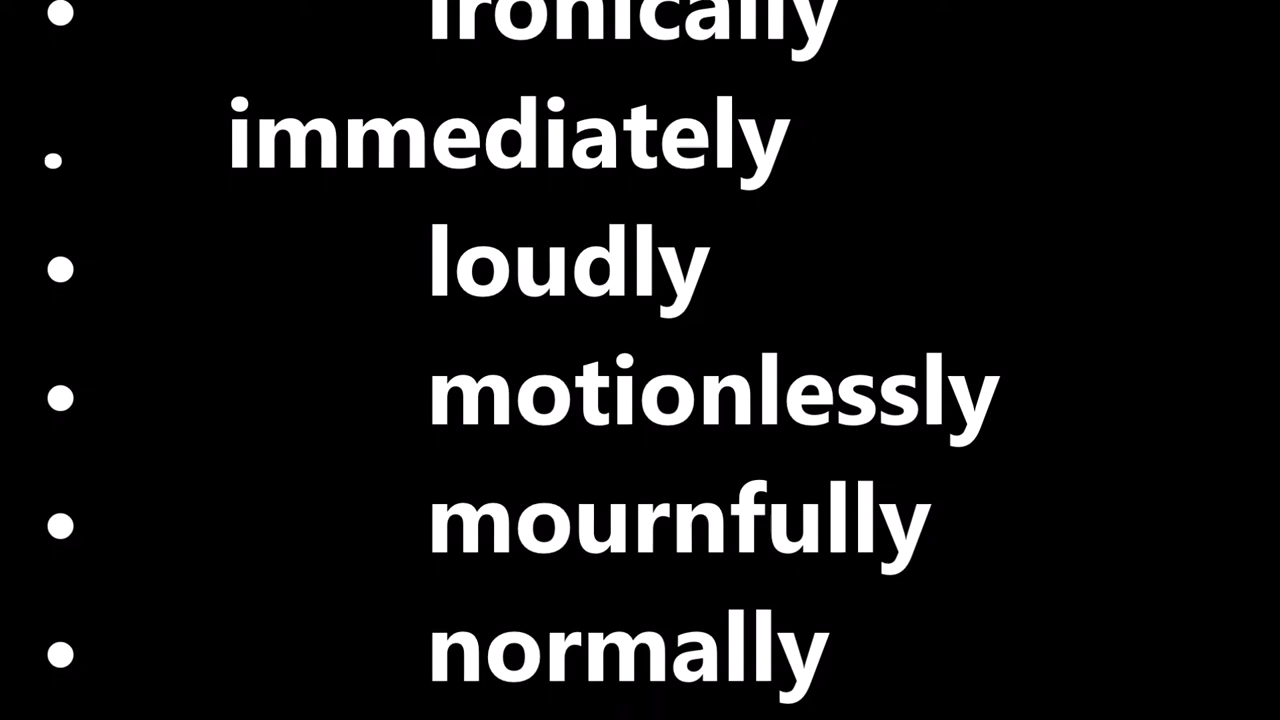 • ironically
. immediately
• loudly
• motionlessly
• mournfully
• normally